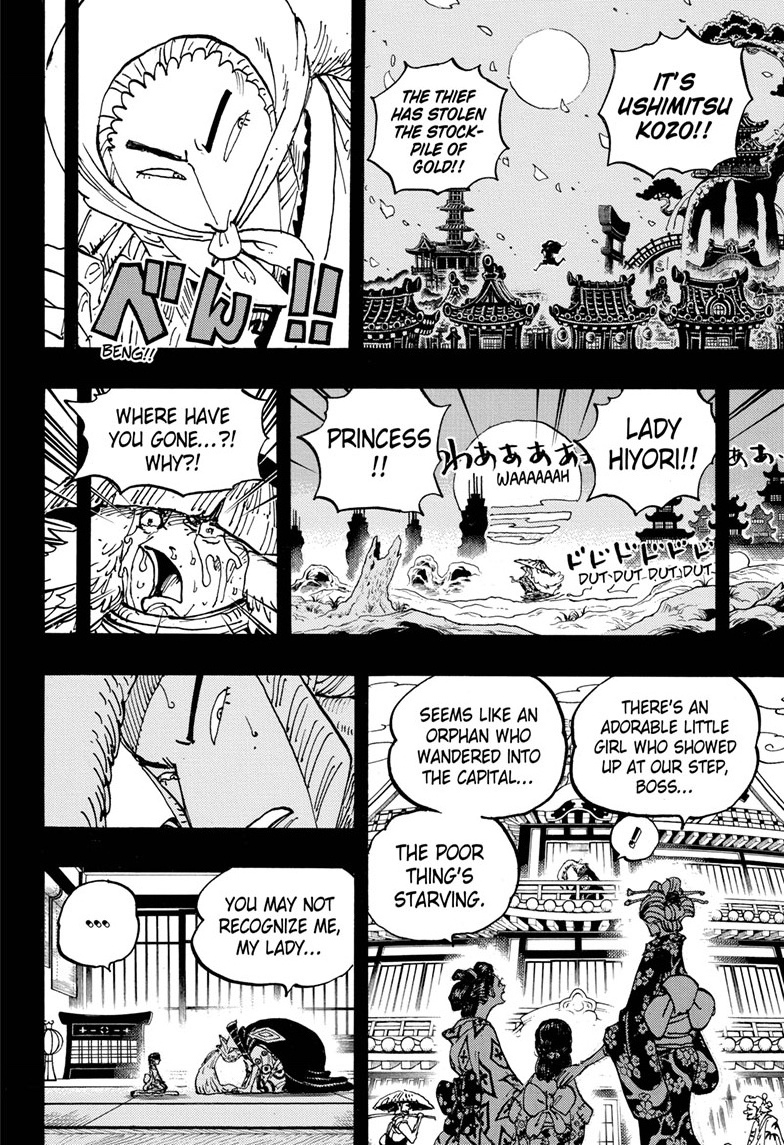 IT'S
USHIMITSU
KOZO!!
THE THIEF
HAS STOLEN
THE STOCK-
PILE OF
GOLD!!
べん!!
BENG!!
LADY
HIYORI!!
わああああっ
WAAAAAAH
PRINCESS
!!
ドドドドドド
DUT DUT DUT DUT
WHERE HAVE
YOU GONE...?!
WHY?!
THERE'S AN
ADORABLE LITTLE
GIRL WHO SHOWED
UP AT OUR STEP,
BOSS...
!
SEEMS LIKE AN
ORPHAN WHO
WANDERED INTO
THE CAPITAL...
THE POOR
THING'S
STARVING.
YOU MAY NOT
RECOGNIZE ME,
MY LADY...
...